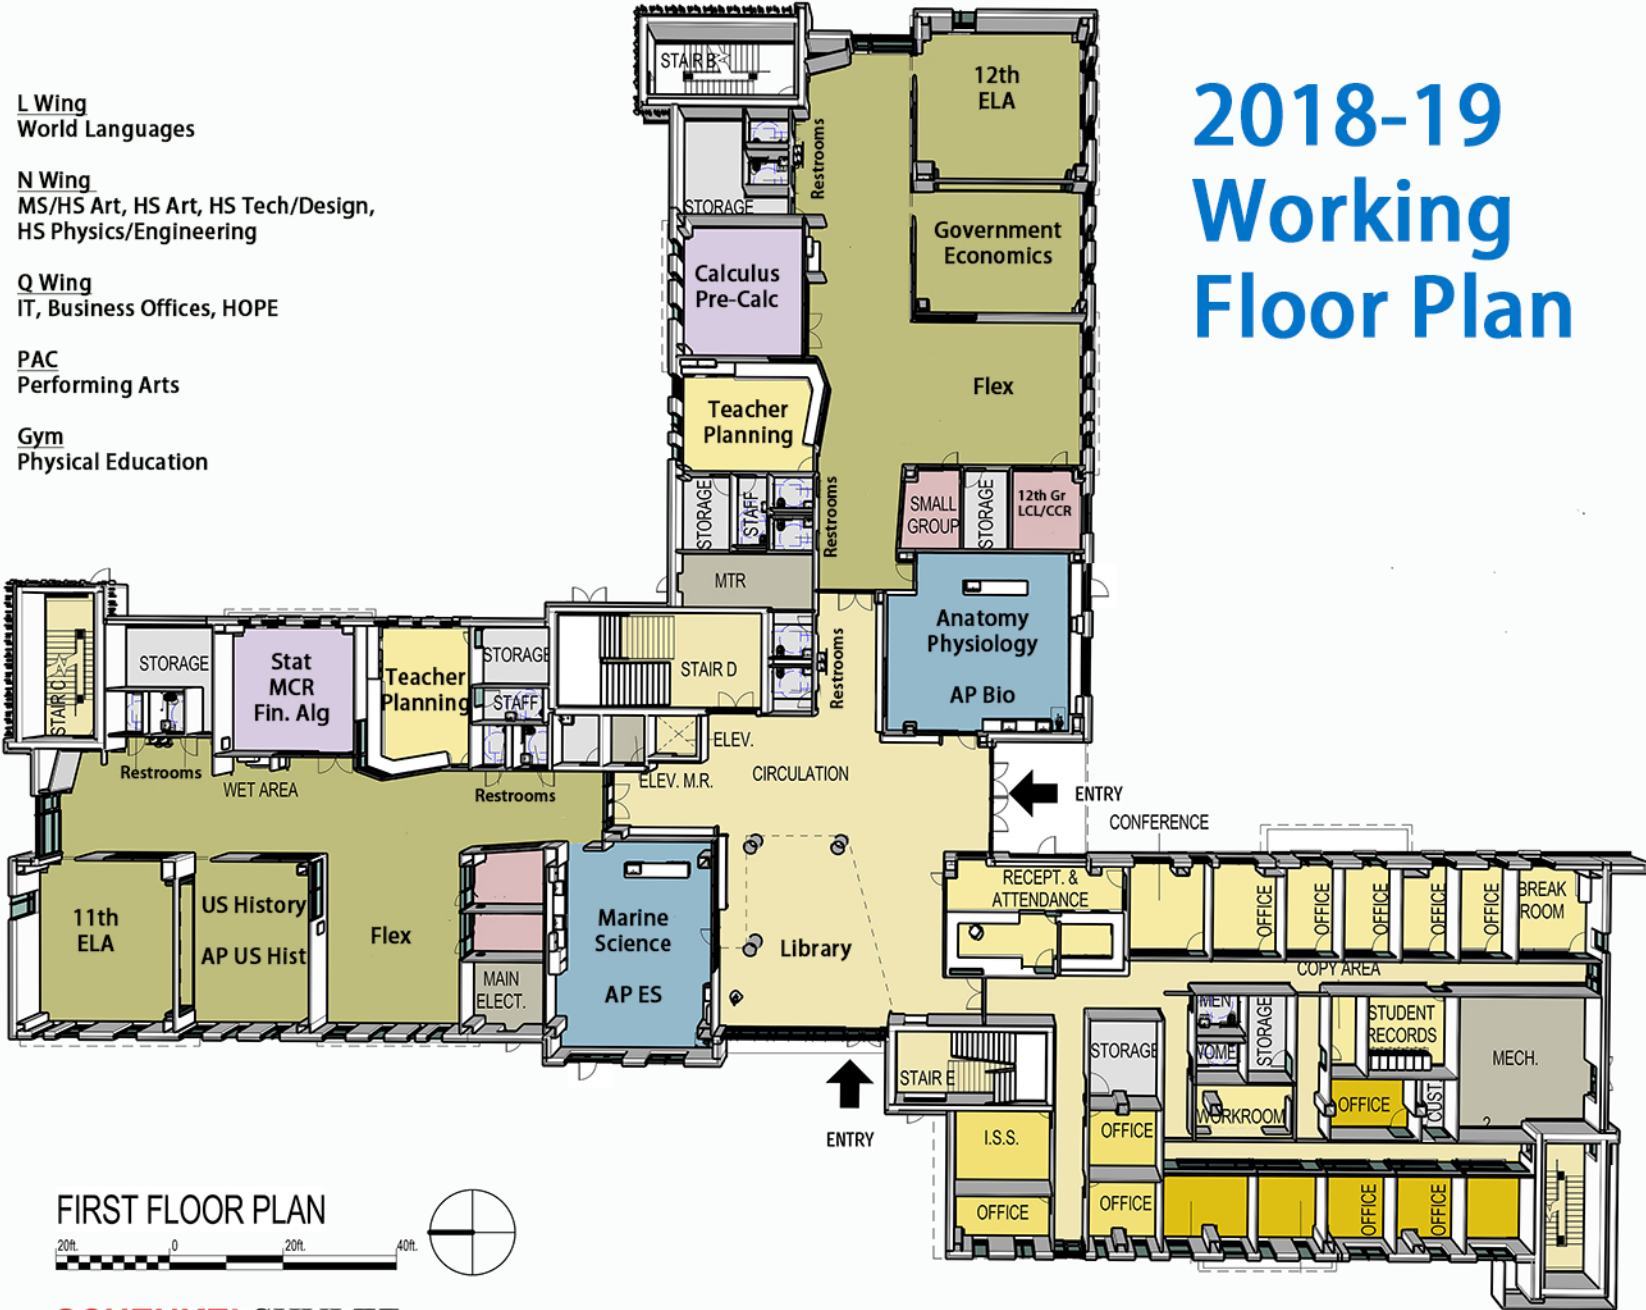 L Wing
World Languages
N Wing
MS/HS Art, HS Art, HS Tech/Design,
HS Physics/Engineering
Q Wing
IT, Business Offices, HOPE
PAC
Performing Arts
Gym
Physical Education
2018-19
Working
Floor Plan
STAIR B
Restrooms
12th
ELA
STORAGE
Government
Economics
Calculus
Pre-Calc
Flex
Teacher
Planning
STORAGE
STAFF
Restrooms
SMALL
GROUP
STORAGE
12th Gr
LCL/CCR
MTR
Anatomy
Physiology
AP Bio
Restrooms
STAIR D
STAIR C
STORAGE
Stat
MCR
Fin. Alg
Teacher
Planning
STORAGE
STAFF
ELEV.
ELEV. M.R.
CIRCULATION
Restrooms
WET AREA
Restrooms
ENTRY
CONFERENCE
11th
ELA
US History
AP US Hist
Flex
MAIN
ELECT.
Marine
Science
AP ES
Library
RECEPT. &
ATTENDANCE
OFFICE
OFFICE
OFFICE
OFFICE
OFFICE
BREAK
ROOM
COPY AREA
MEN
STORAGE
STUDENT
RECORDS
MECH.
STORAGE
WORKROOM
OFFICE
CUST.
?
STAIR E
ENTRY
I.S.S.
OFFICE
OFFICE
OFFICE
OFFICE
OFFICE
FIRST FLOOR PLAN
20ft.
0
20ft.
40ft.